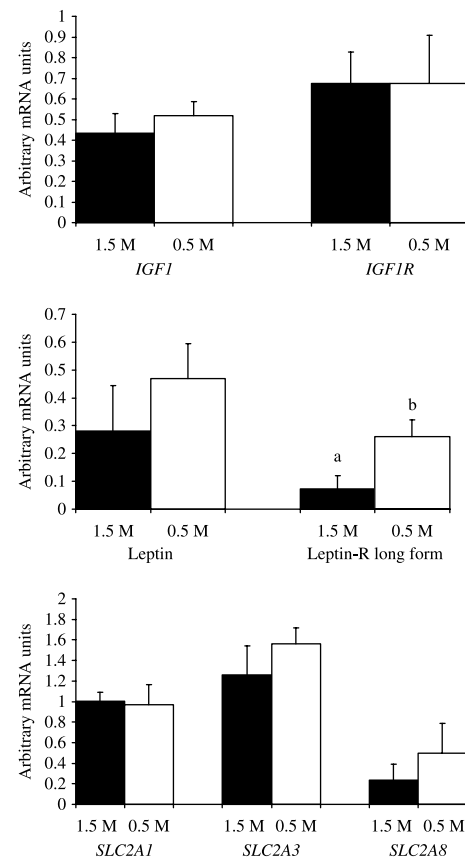 Arbitrary mRNA units
1
0.9
0.8
0.7
0.6
0.5
0.4
0.3
0.2
0.1
0
1.5 M 0.5 M 1.5 M 0.5 M
IGF1 IGF1R
Arbitrary mRNA units
0.7
0.6
0.5
0.4
0.3
0.2
0.1
0
a
b
1.5 M 0.5 M 1.5 M 0.5 M
Leptin Leptin-R long form
Arbitrary mRNA units
2
1.8
1.6
1.4
1.2
1
0.8
0.6
0.4
0.2
0
1.5 M 0.5 M 1.5 M 0.5 M 1.5 M 0.5 M
SLC2A1 SLC2A3 SLC2A8